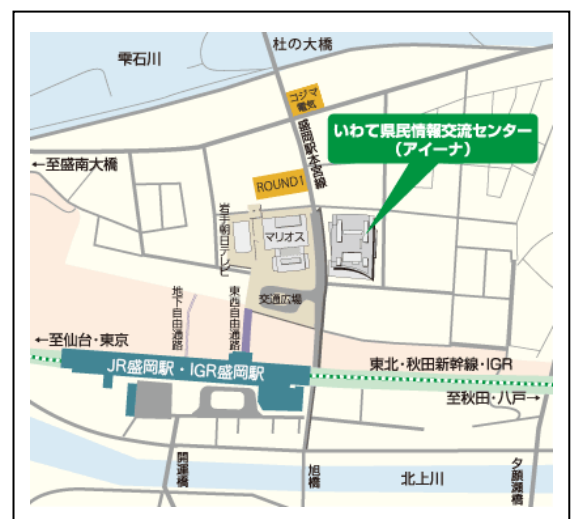 杜の大橋
雫石川
コジマ
電気
盛岡駅本宮線
いわて県民情報交流センター
(アイーナ)
←至盛南大橋
ROUND1
岩手朝日テレビ
マリオス
交通広場
地下自由通路
東西自由通路
←至仙台・東京
JR盛岡駅・IGR盛岡駅
東北・秋田新幹線・IGR
至秋田・八戸→
開運橋
旭橋
北上川
夕顔瀬橋